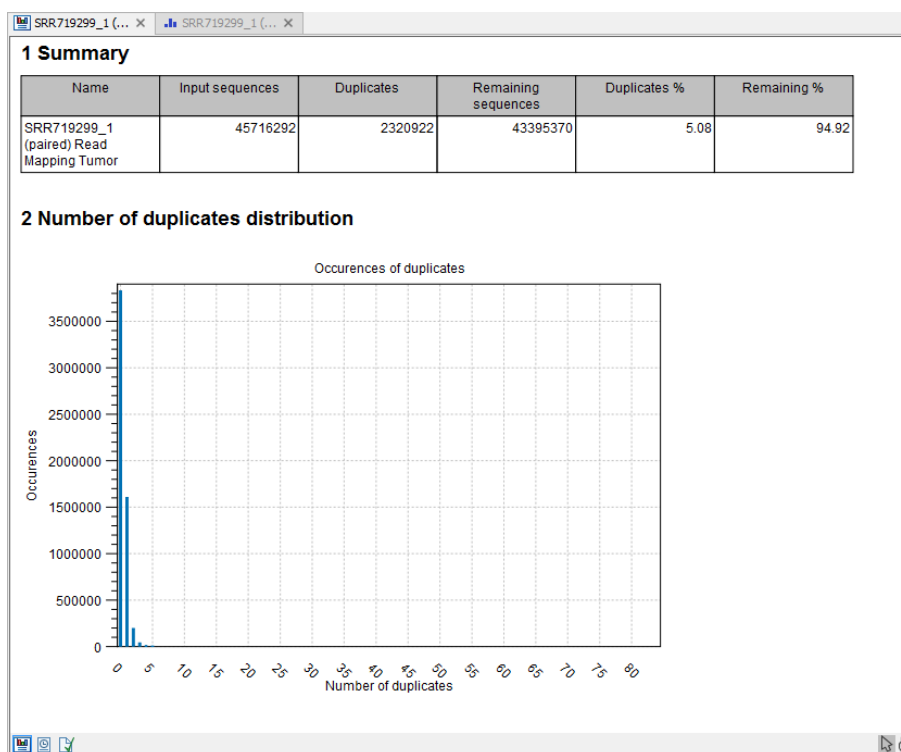 SRR719299_1 (... SRR719299_1 (...
1 Summary
Name Input sequences Duplicates Remaining sequences Duplicates % Remaining %
SRR719299_1 (paired) Read Mapping Tumor 45716292 2320922 43395370 5.08 94.92
2 Number of duplicates distribution
Occurences of duplicates
3500000
3000000
2500000
2000000
1500000
1000000
500000
0
Occurences
0 5 10 15 20 25 30 35 40 45 50 55 60 65 70 75 80
Number of duplicates